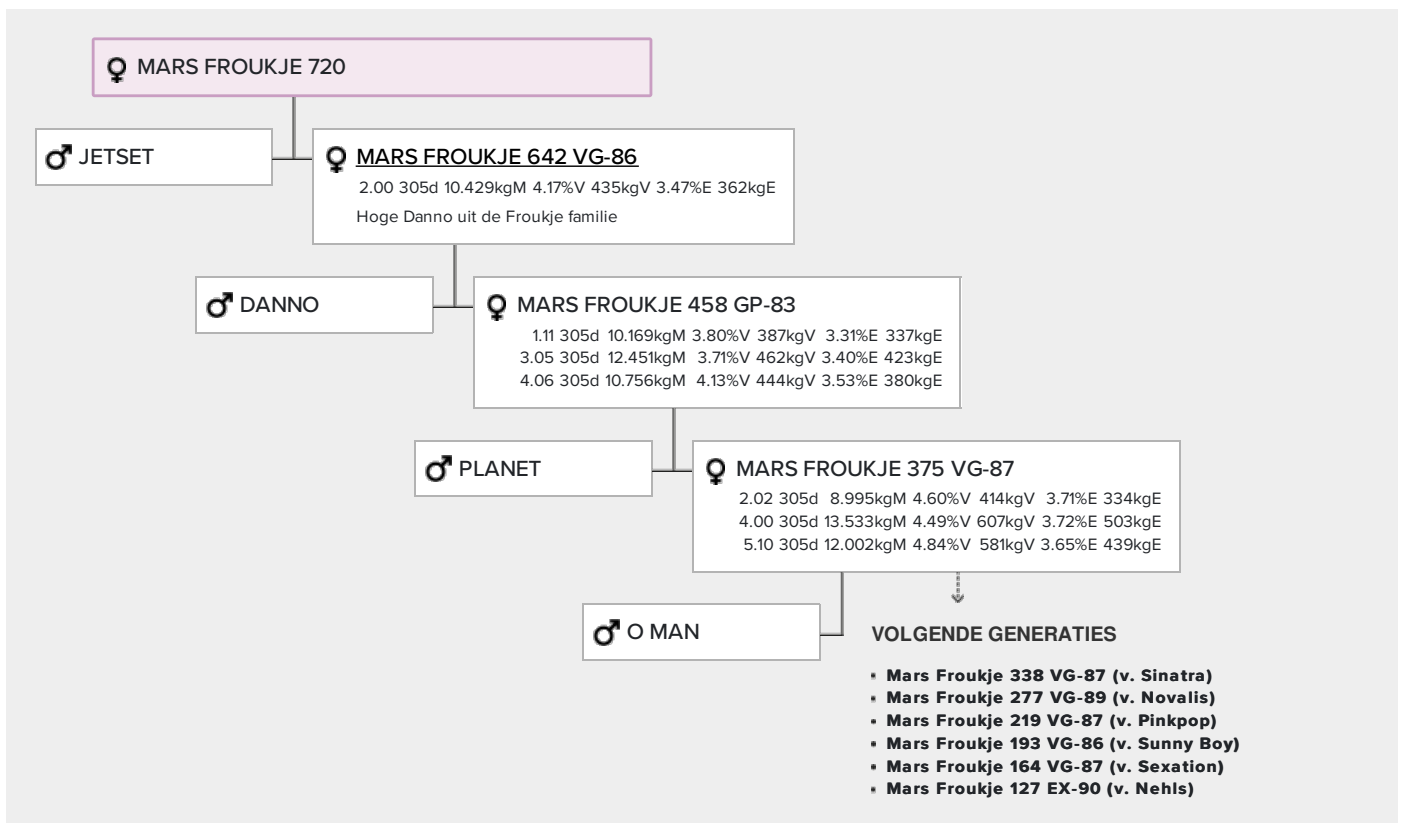 MARS FROUKJE 720
JETSET
MARS FROUKJE 642 VG-86
2.00 305d 10.429kgM 4.17%V 435kgV 3.47%E 362kgE
Hoge Danno uit de Froukje familie
DANNO
MARS FROUKJE 458 GP-83
1.11 305d 10.169kgM 3.80%V 387kgV 3.31%E 337kgE
3.05 305d 12.451kgM 3.71%V 462kgV 3.40%E 423kgE
4.06 305d 10.756kgM 4.13%V 444kgV 3.53%E 380kgE
PLANET
MARS FROUKJE 375 VG-87
2.02 305d 8.995kgM 4.60%V 414kgV 3.71%E 334kgE
4.00 305d 13.533kgM 4.49%V 607kgV 3.72%E 503kgE
5.10 305d 12.002kgM 4.84%V 581kgV 3.65%E 439kgE
O MAN
VOLGENDE GENERATIES
▪ Mars Froukje 338 VG-87 (v. Sinatra)
▪ Mars Froukje 277 VG-89 (v. Novalis)
▪ Mars Froukje 219 VG-87 (v. Pinkpop)
▪ Mars Froukje 193 VG-86 (v. Sunny Boy)
▪ Mars Froukje 164 VG-87 (v. Sexation)
▪ Mars Froukje 127 EX-90 (v. Nehls)